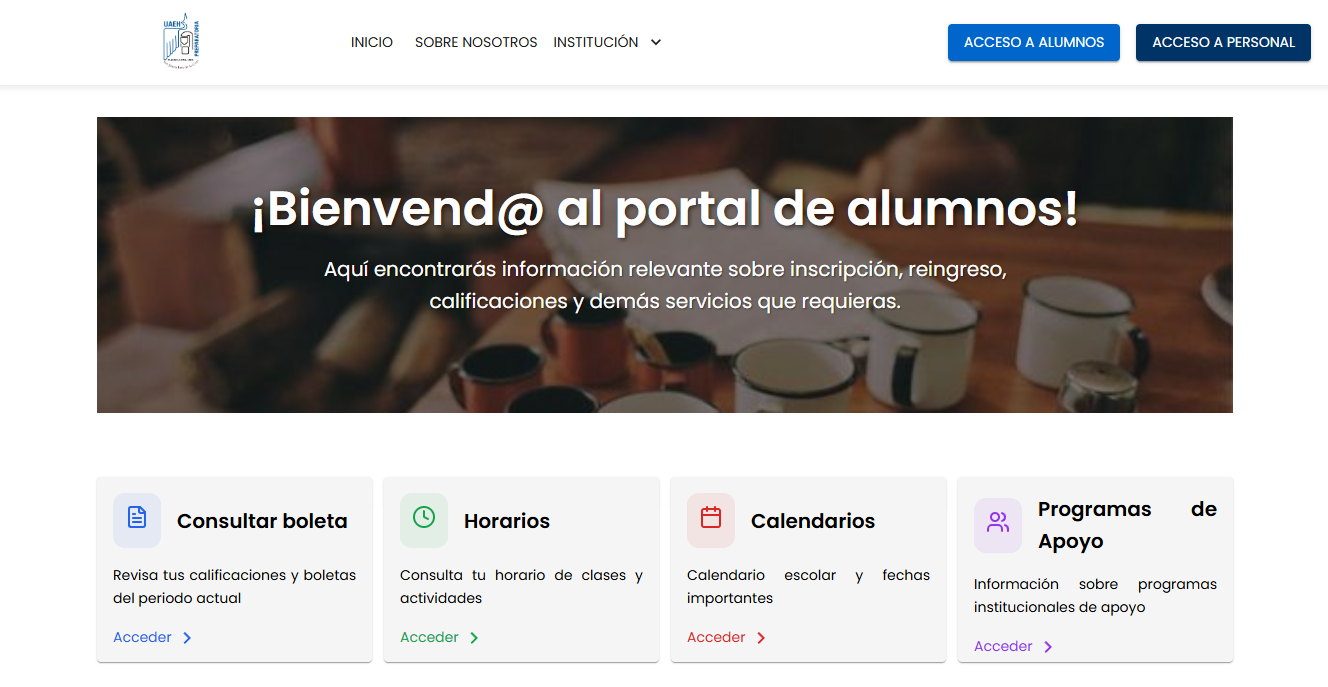 UAEH
PREPARATORIA
INICIO
SOBRE NOSOTROS
INSTITUCIÓN
ACCESO A ALUMNOS
ACCESO A PERSONAL
¡Bienvend@ al portal de alumnos!
Aquí encontrarás información relevante sobre inscripción, reingreso,
calificaciones y demás servicios que requieras.
Consultar boleta
Revisa tus calificaciones y boletas
del periodo actual
Acceder
Horarios
Consulta tu horario de clases y
actividades
Acceder
Calendarios
Calendario escolar y fechas
importantes
Acceder
Programas de
Apoyo
Información sobre programas
institucionales de apoyo
Acceder